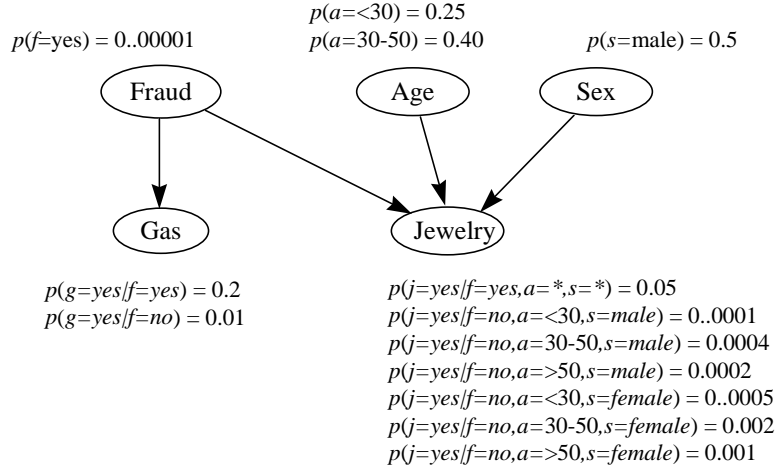 p(a=<30) = 0.25
p(f=yes) = 0..00001
p(a=30-50) = 0.40
p(s=male) = 0.5
Fraud
Age
Sex
Gas
Jewelry
p(g=yes|f=yes) = 0.2
p(g=yes|f=no) = 0.01
p(j=yes|f=yes,a=*,s=*) = 0.05
p(j=yes|f=no,a=<30,s=male) = 0..0001
p(j=yes|f=no,a=30-50,s=male) = 0.0004
p(j=yes|f=no,a=>50,s=male) = 0.0002
p(j=yes|f=no,a=<30,s=female) = 0..0005
p(j=yes|f=no,a=30-50,s=female) = 0.002
p(j=yes|f=no,a=>50,s=female) = 0.001